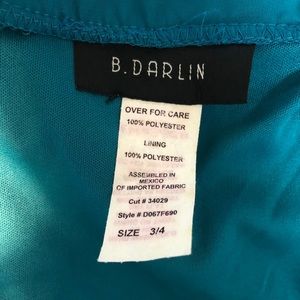 B. DARLIN
OVER FOR CARE
100% POLYESTER
LINING
100% POLYESTER
ASSEMBLED IN
MEXICO
OF IMPORTED FABRIC
Cut # 34029
Style # D067F690
SIZE 3/4